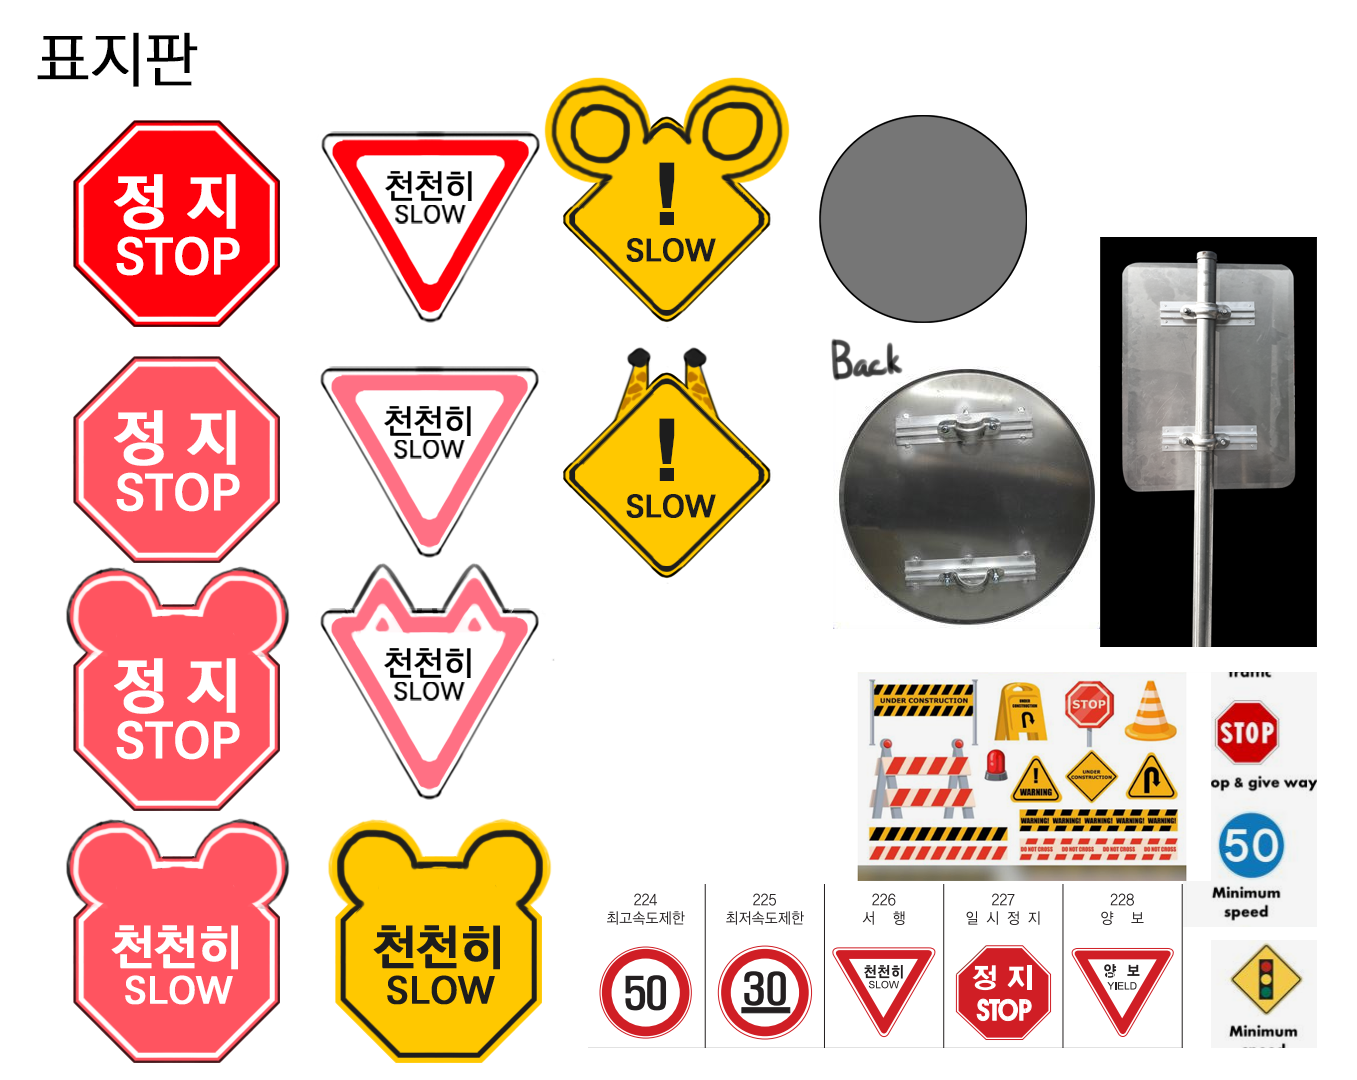 표지판
정 지
STOP
천천히
SLOW
!
SLOW
Back
정 지
STOP
천천히
SLOW
!
SLOW
정 지
STOP
천천히
SLOW
천천히
SLOW
천천히
SLOW
UNDER CONSTRUCTION
UNDER
CONSTRUCTION
STOP
!
WARNING
UNDER
CONSTRUCTION
WARNING! WARNING! WARNING! WARNING! WARNING!
DO NOT CROSS DO NOT CROSS DO NOT CROSS DO NOT CROSS
STOP
op & give way
50
Minimum
speed
Minimum
224
최고속도제한
50
225
최저속도제한
30
226
서 행
천천히
SLOW
227
일 시 정 지
정 지
STOP
228
양 보
양 보
YIELD